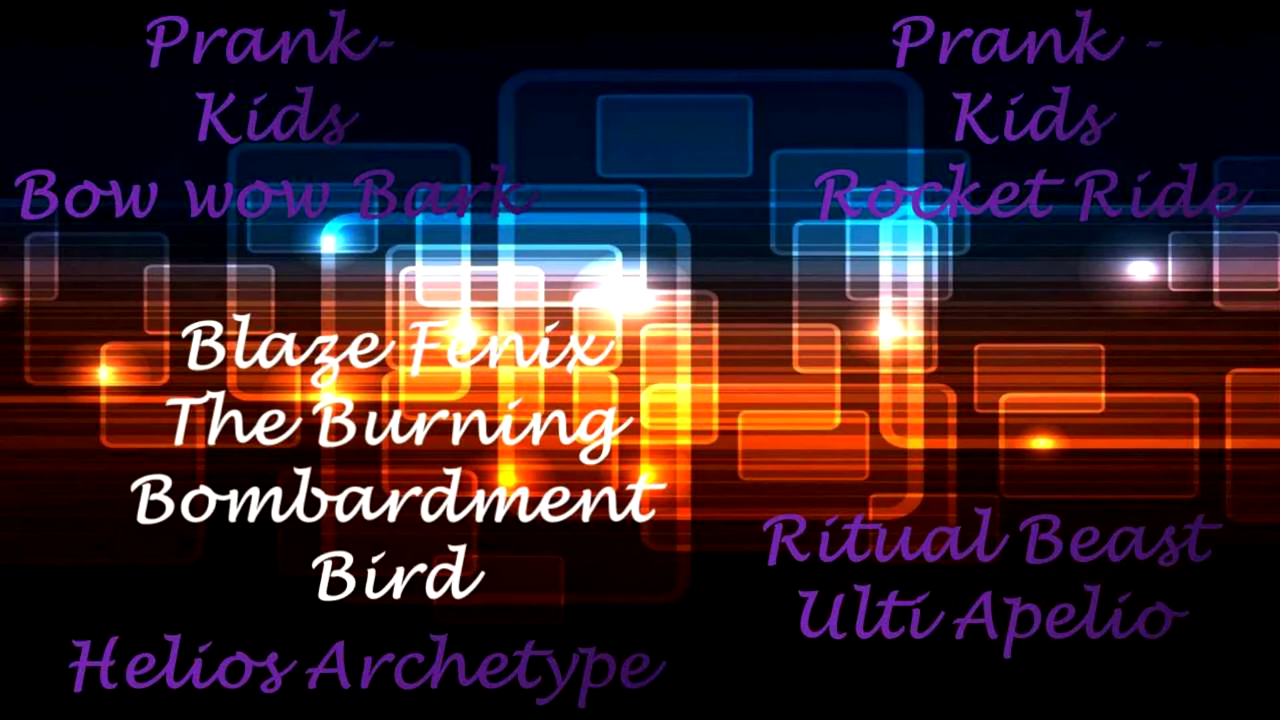 Prank-
Kids
Bow wow Bark
Prank -
Kids
Rocket Ride
Blaze Fenix
The Burning
Bombardment
Bird
Ritual Beast
Ulti Apelio
Helios Archetype